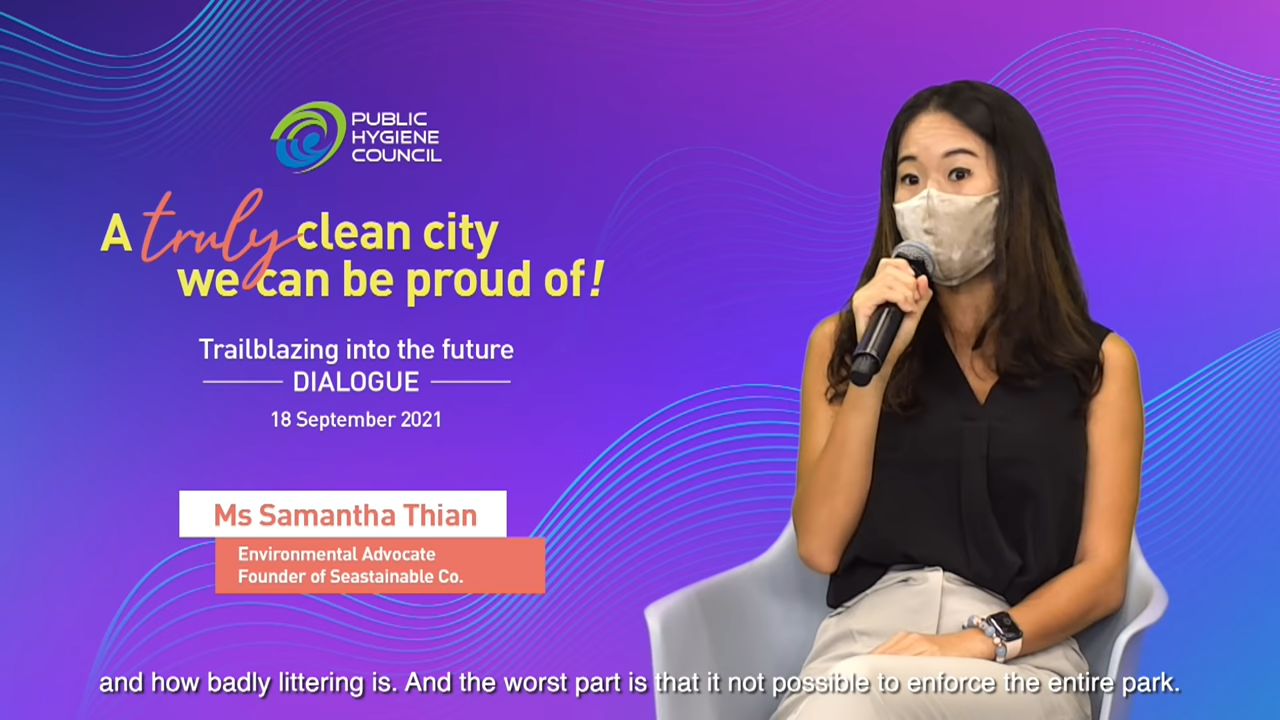 PUBLIC
HYGIENE
COUNCIL
A truly clean city
we can be proud of!
Trailblazing into the future
DIALOGUE
18 September 2021
Ms Samantha Thian
Environmental Advocate
Founder of Seastainable Co.
and how badly littering is. And the worst part is that it not possible to enforce the entire park.